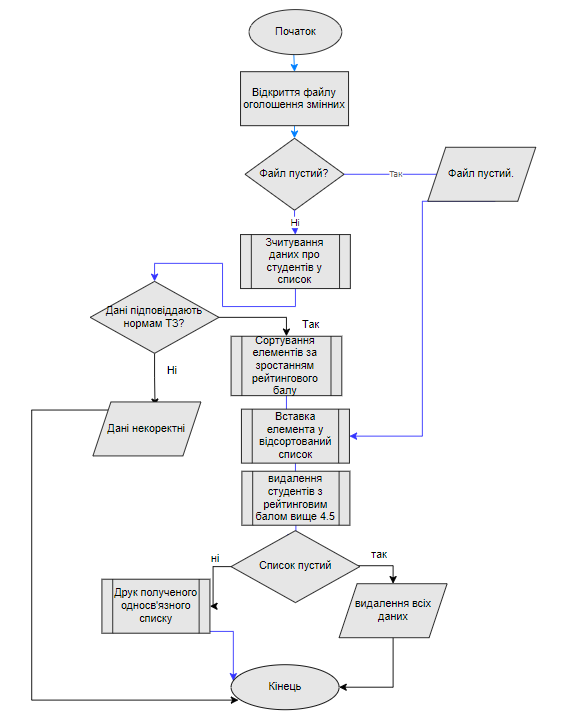 Початок
Відкриття файлу
оголошення змінних
Файл пустий?
Так
Файл пустий.
Ні
Зчитування
даних про
студентів у
список
Дані підповіддають
нормам ТЗ?
Так
Сортування
елементів за
зростанням
рейтингового
балу
Ні
Дані некоректні
Вставка
елемента у
відсортований
список
видалення
студентів з
рейтинговим
балом вище 4.5
ні
Список пустий
так
Друк полученого
односв'язного
списку
видалення всіх
даних
Кінець